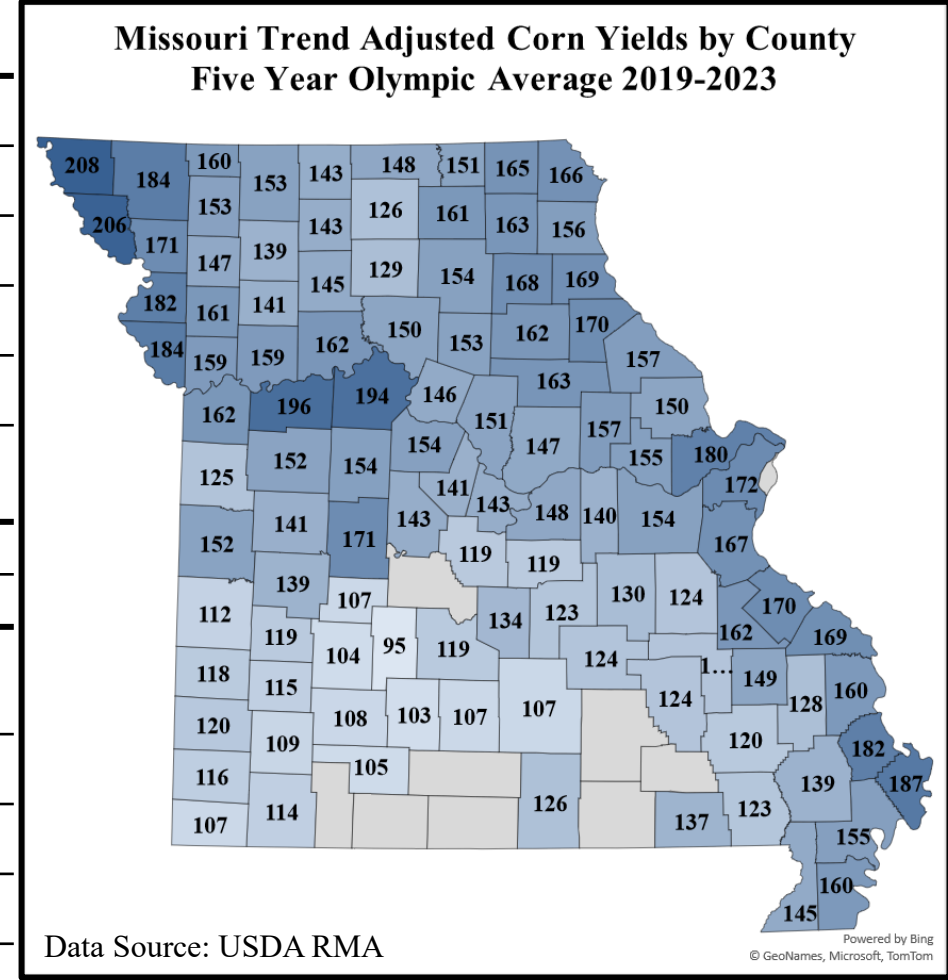 Missouri Trend Adjusted Corn Yields by County
Five Year Olympic Average 2019-2023
208 184 160 153 143 148 151 165 166
206 171 153 143 126 161 163 156
147 139 145 129 154 168 169
182 161 141 150 153 162 170 157
184 159 159 162 163
162 196 194 146 151 147 157 150
125 152 154 154 155 180 172
152 141 171 143 141 143 148 140 154 167
119 119
112 139 107 134 123 130 124 162 170 169
119 104 95 119 124 1...
118 115 124 149 128 160
120 109 108 103 107 107 120 182
116 105 139 187
107 114 126 137 123 155
160
145
Data Source: USDA RMA
Powered by Bing
© GeoNames, Microsoft, TomTom